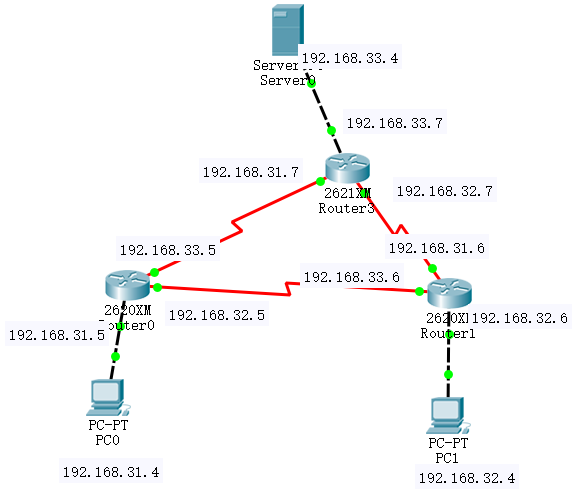 192.168.33.4
Server
Server0
192.168.33.7
192.168.31.7
2621XM
Router3
192.168.32.7
192.168.33.5
192.168.31.6
192.168.33.6
2620XM
outer0
192.168.32.5
192.168.31.5
2620X
Router1
192.168.32.6
PC-PT
PC0
192.168.31.4
PC-PT
PC1
192.168.32.4